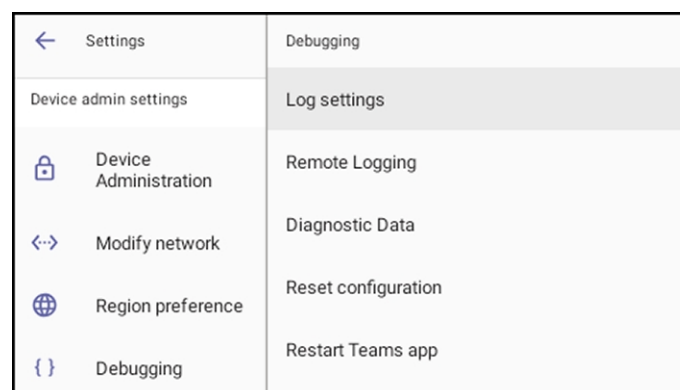 Settings
Device admin settings
Device
Administration
Modify network
Region preference
Debugging
Debugging
Log settings
Remote Logging
Diagnostic Data
Reset configuration
Restart Teams app